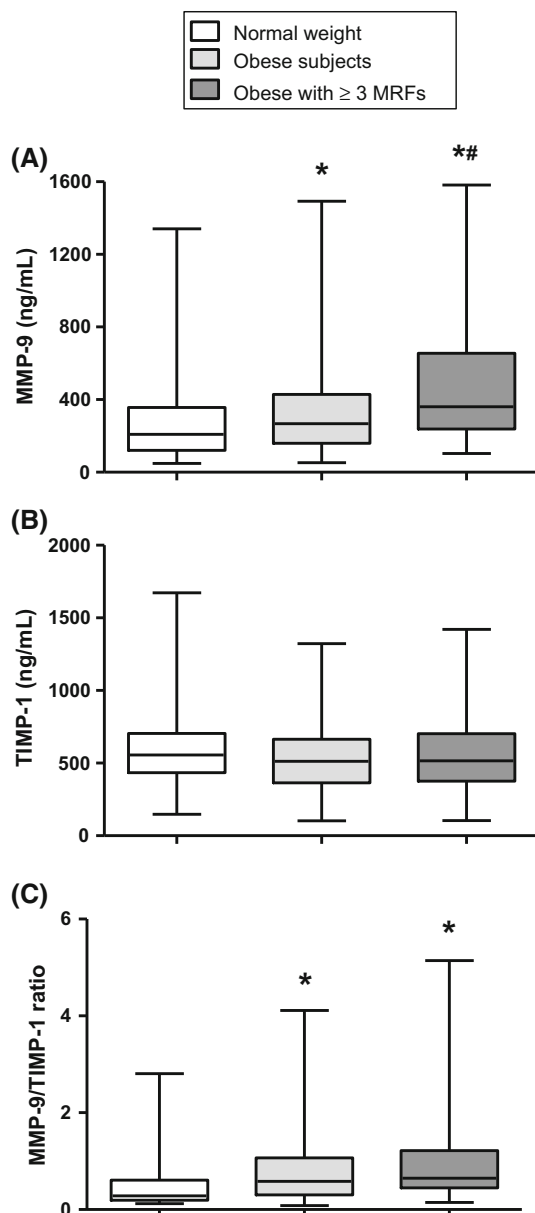 Normal weight
Obese subjects
Obese with ≥ 3 MRFs
(A)
*
*#
1600
1200
800
400
0
MMP-9 (ng/mL)
(B)
2000
1500
1000
500
0
TIMP-1 (ng/mL)
(C)
*
*
6
4
2
0
MMP-9/TIMP-1 ratio